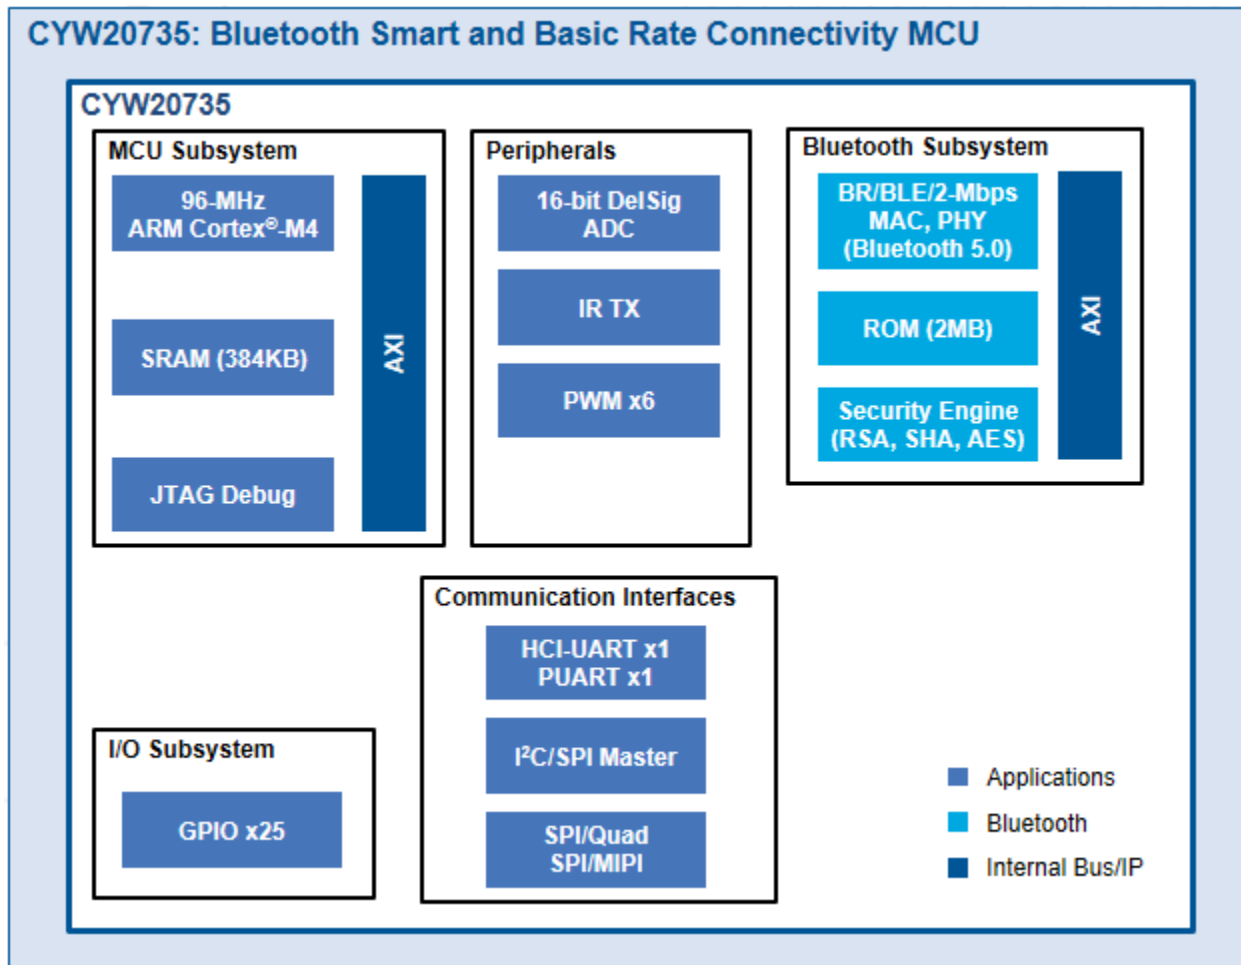 CYW20735: Bluetooth Smart and Basic Rate Connectivity MCU
CYW20735
MCU Subsystem
96-MHz
ARM Cortex®-M4
SRAM (384KB)
JTAG Debug
AXI
Peripherals
16-bit DelSig
ADC
IR TX
PWM x6
Bluetooth Subsystem
BR/BLE/2-Mbps
MAC, PHY
(Bluetooth 5.0)
ROM (2MB)
Security Engine
(RSA, SHA, AES)
AXI
Communication Interfaces
HCI-UART x1
PUART x1
I²C/SPI Master
SPI/Quad
SPI/MIPI
I/O Subsystem
GPIO x25
Applications
Bluetooth
Internal Bus/IP